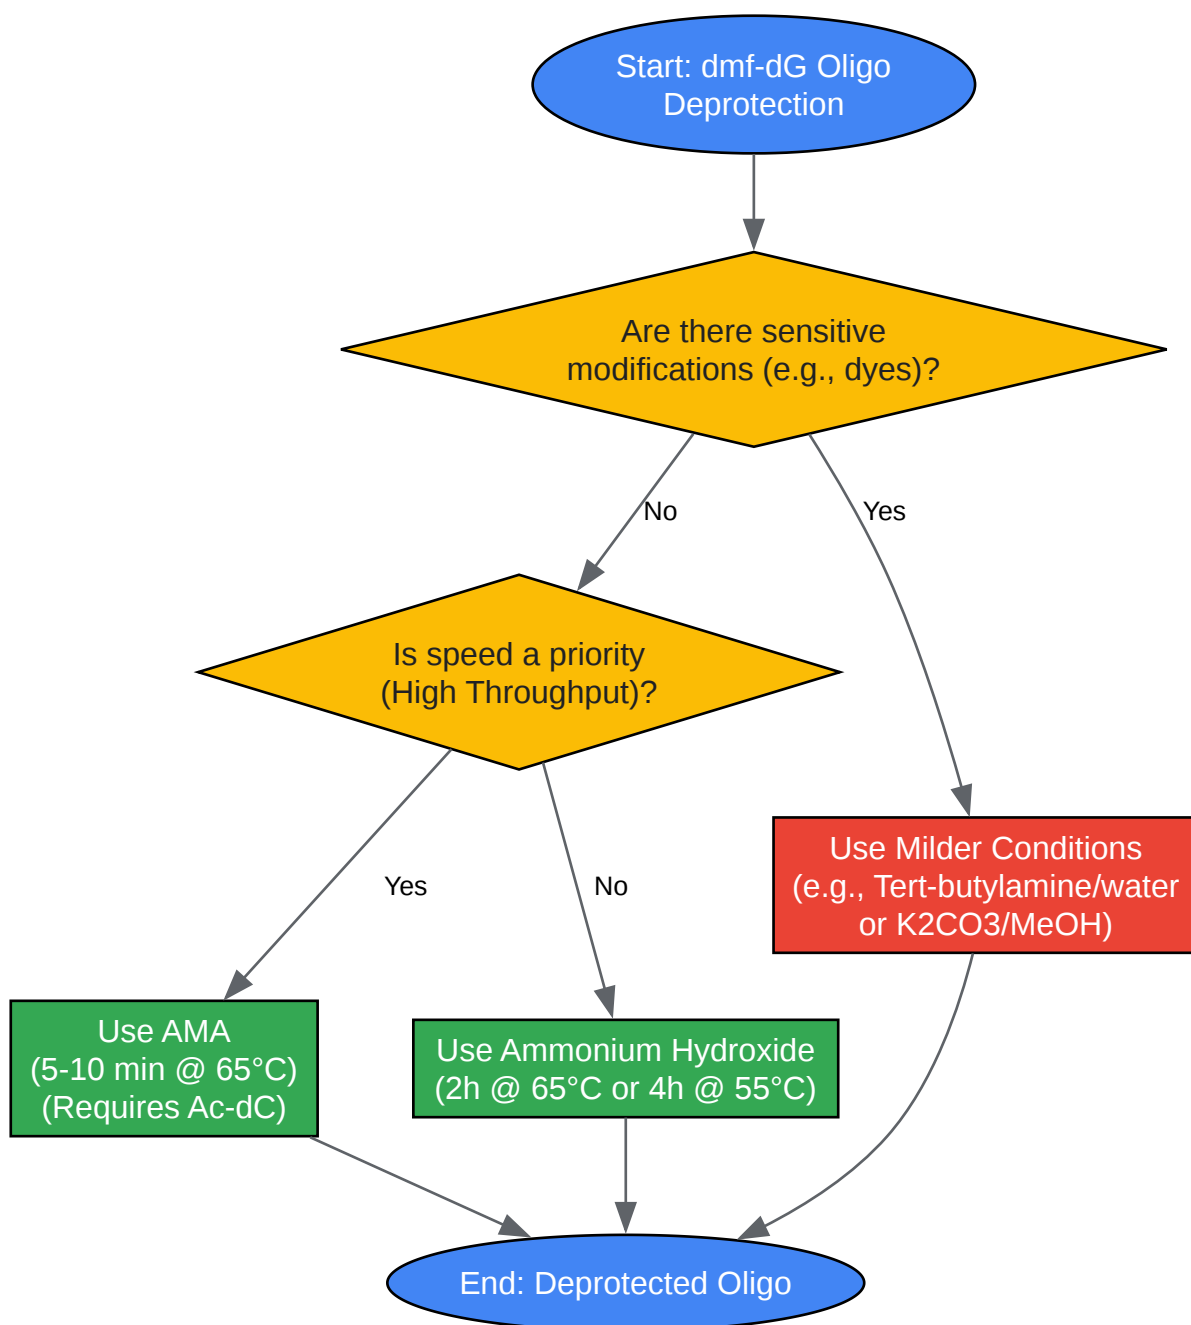 Start: dmf-dG Oligo
Deprotection
Are there sensitive
modifications (e.g., dyes)?
No
Yes
Is speed a priority
(High Throughput)?
Yes
No
Use Milder Conditions
(e.g., Tert-butylamine/water
or K2CO3/MeOH)
Use AMA
(5-10 min @ 65°C)
(Requires Ac-dC)
Use Ammonium Hydroxide
(2h @ 65°C or 4h @ 55°C)
End: Deprotected Oligo